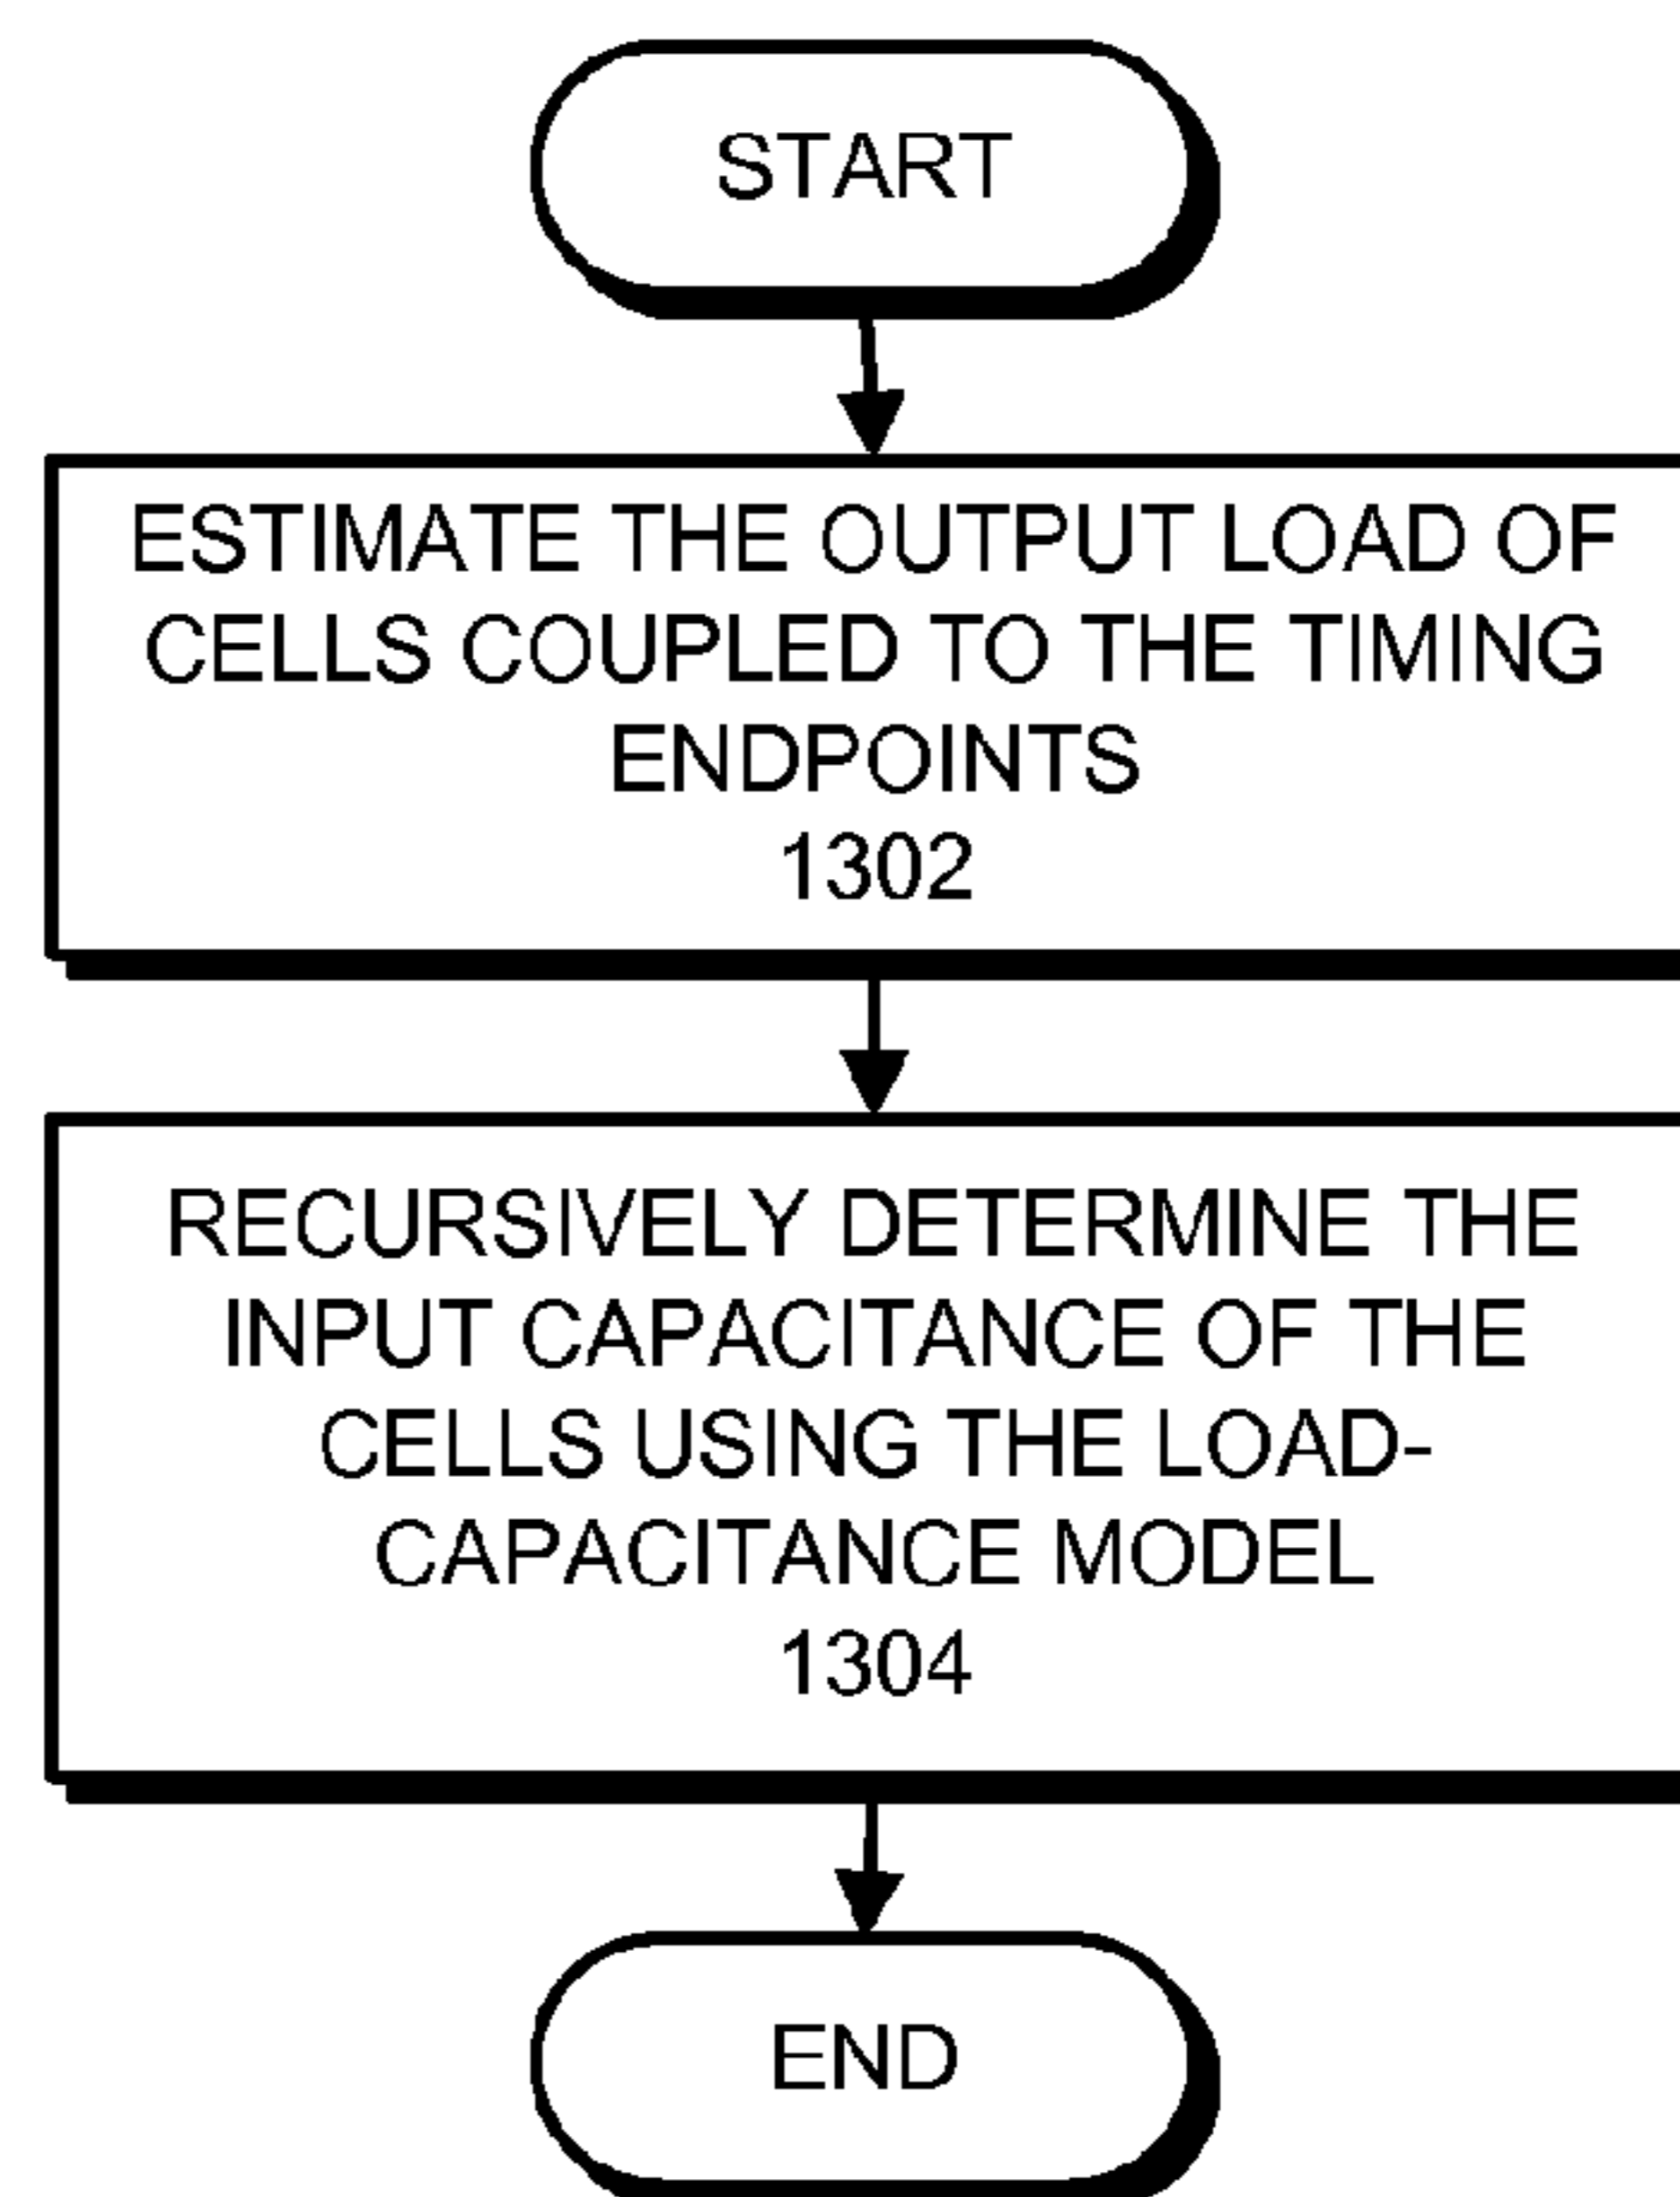 START
ESTIMATE THE OUTPUT LOAD OF
CELLS COUPLED TO THE TIMING
ENDPOINTS
1302
RECURSIVELY DETERMINE THE
INPUT CAPACITANCE OF THE
CELLS USING THE LOAD-
CAPACITANCE MODEL
1304
END